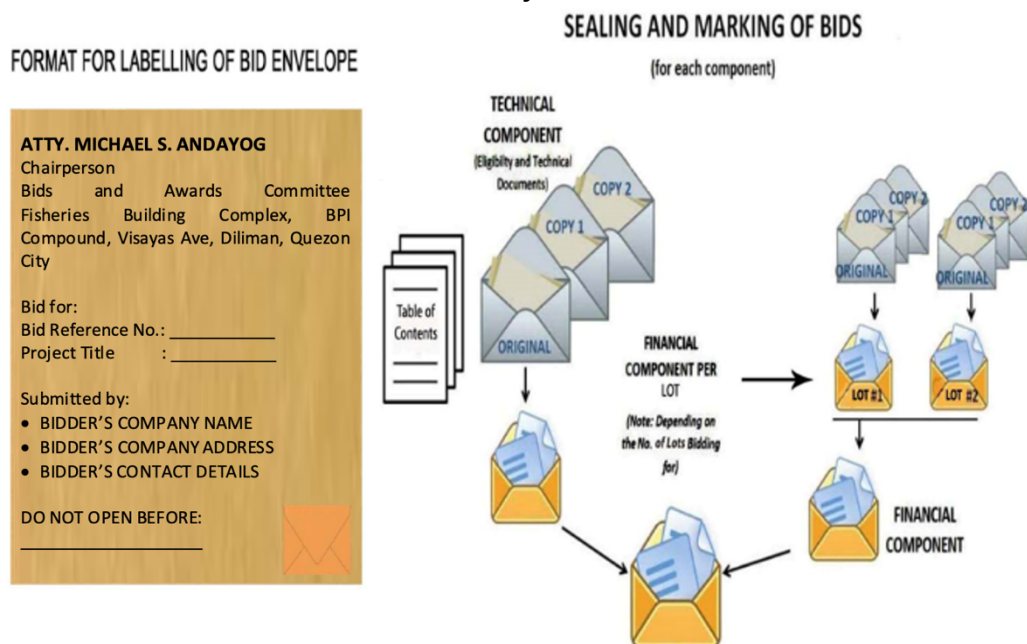 FORMAT FOR LABELLING OF BID ENVELOPE
ATTY. MICHAEL S. ANDAYOG
Chairperson
Bids and Awards Committee
Fisheries Building Complex, BPI
Compound, Visayas Ave, Diliman, Quezon
City
Bid for:
Bid Reference No.: ____________
Project Title : ____________
Submitted by:
• BIDDER'S COMPANY NAME
• BIDDER'S COMPANY ADDRESS
• BIDDER'S CONTACT DETAILS
DO NOT OPEN BEFORE:
_____________________
SEALING AND MARKING OF BIDS
(for each component)
TECHNICAL
COMPONENT
(Eligibilty and Technical
Documents)
COPY 2
COPY 1
ORIGINAL
Table of
Contents
FINANCIAL
COMPONENT PER
LOT
(Note: Depending on
the No. of Lots Bidding
for)
COPY 2
COPY 1
ORIGINAL
COPY 2
COPY 1
ORIGINAL
LOT #1
LOT #2
FINANCIAL
COMPONENT